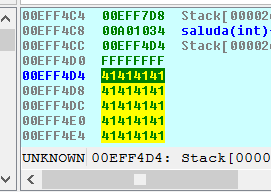 00EFF4C4 00EFF7D8 Stack[00002
00EFF4C8 00A01034 saluda(int)
00EFF4CC 00EFF4D4 Stack[00002
00EFF4D0 FFFFFFFF
00EFF4D4 41414141
00EFF4D8 41414141
00EFF4DC 41414141
00EFF4E0 41414141
00EFF4E4 41414141
UNKNOWN 00EFF4D4: Stack[0000